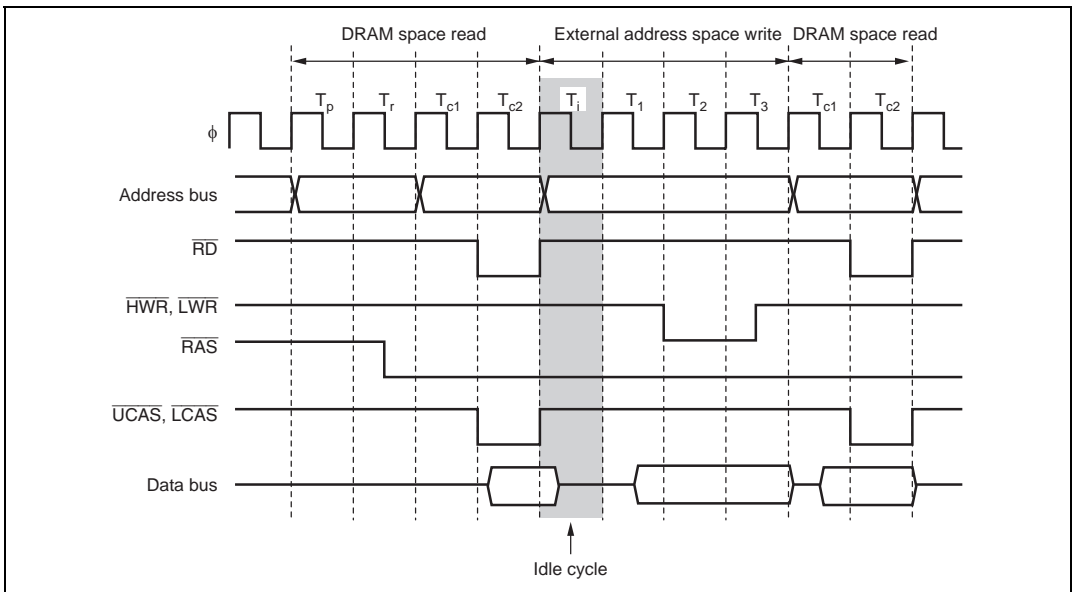 DRAM space read External address space write DRAM space read
Tp Tr Tc1 Tc2 Ti T1 T2 T3 Tc1 Tc2
ϕ
Address bus
RD
HWR, LWR
RAS
UCAS, LCAS
Data bus
Idle cycle